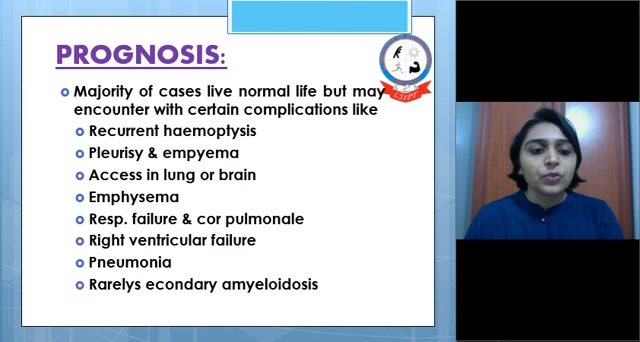 PROGNOSIS:
Majority of cases live normal life but may
encounter with certain complications like
Recurrent haemoptysis
Pleurisy & empyema
Access in lung or brain
Emphysema
Resp. failure & cor pulmonale
Right ventricular failure
Pneumonia
Rarelys econdary amyeloidosis